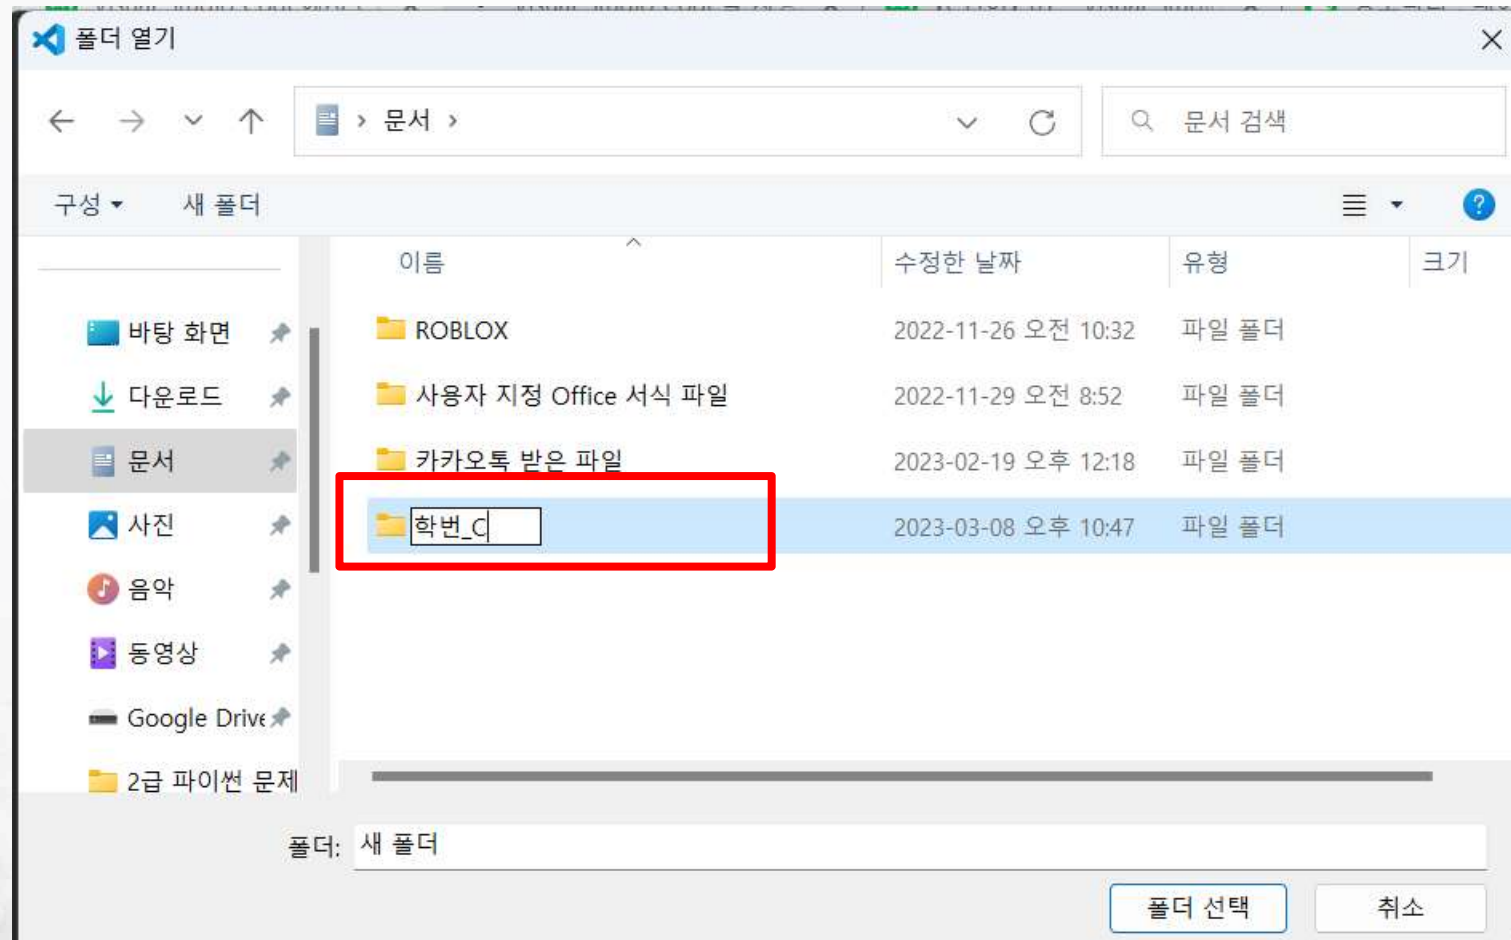 폴더 열기
문서
문서 검색
구성
새 폴더
이름
수정한 날짜
유형
크기
바탕 화면
ROBLOX
2022-11-26 오전 10:32
파일 폴더
다운로드
사용자 지정 Office 서식 파일
2022-11-29 오전 8:52
파일 폴더
문서
카카오톡 받은 파일
2023-02-19 오후 12:18
파일 폴더
사진
학번_C
2023-03-08 오후 10:47
파일 폴더
음악
동영상
Google Drive
2급 파이썬 문제
폴더: 새 폴더
폴더 선택
취소